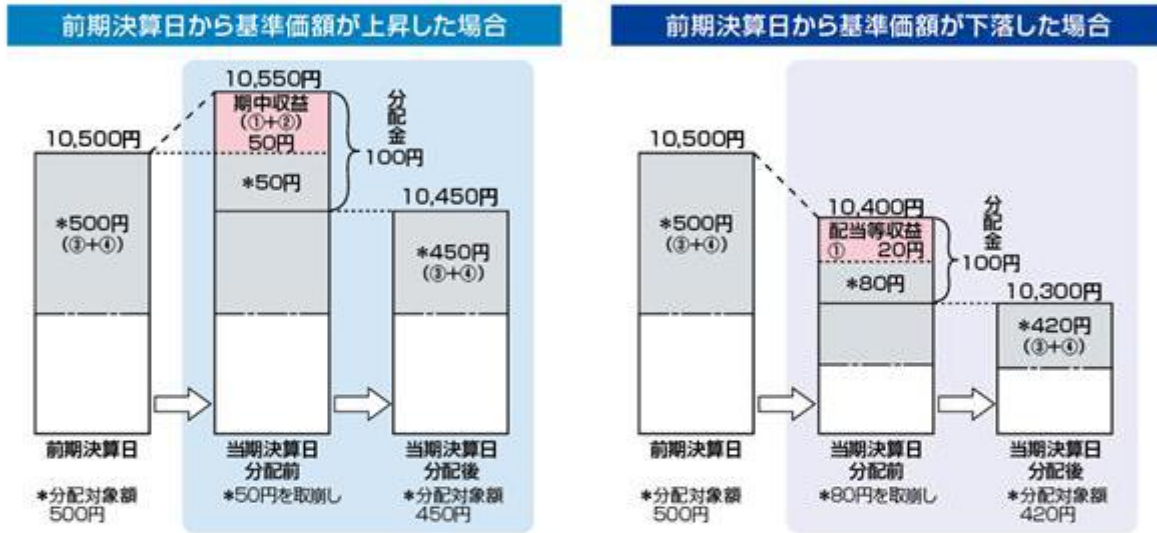 前期決算日から基準価額が上昇した場合
10,550円
期中収益
(①+②)
50円
分配金
100円
10,500円
*50円
10,450円
*500円
(③+④)
*450円
(③+④)
前期決算日
当期決算日
分配前
当期決算日
分配後
*分配対象額
500円
*50円を取崩し
*分配対象額
450円
前期決算日から基準価額が下落した場合
10,500円
*500円
(③+④)
10,400円
配当等収益
① 20円
分配金
100円
*80円
10,300円
*420円
(③+④)
前期決算日
当期決算日
分配前
当期決算日
分配後
*分配対象額
500円
*80円を取崩し
*分配対象額
420円